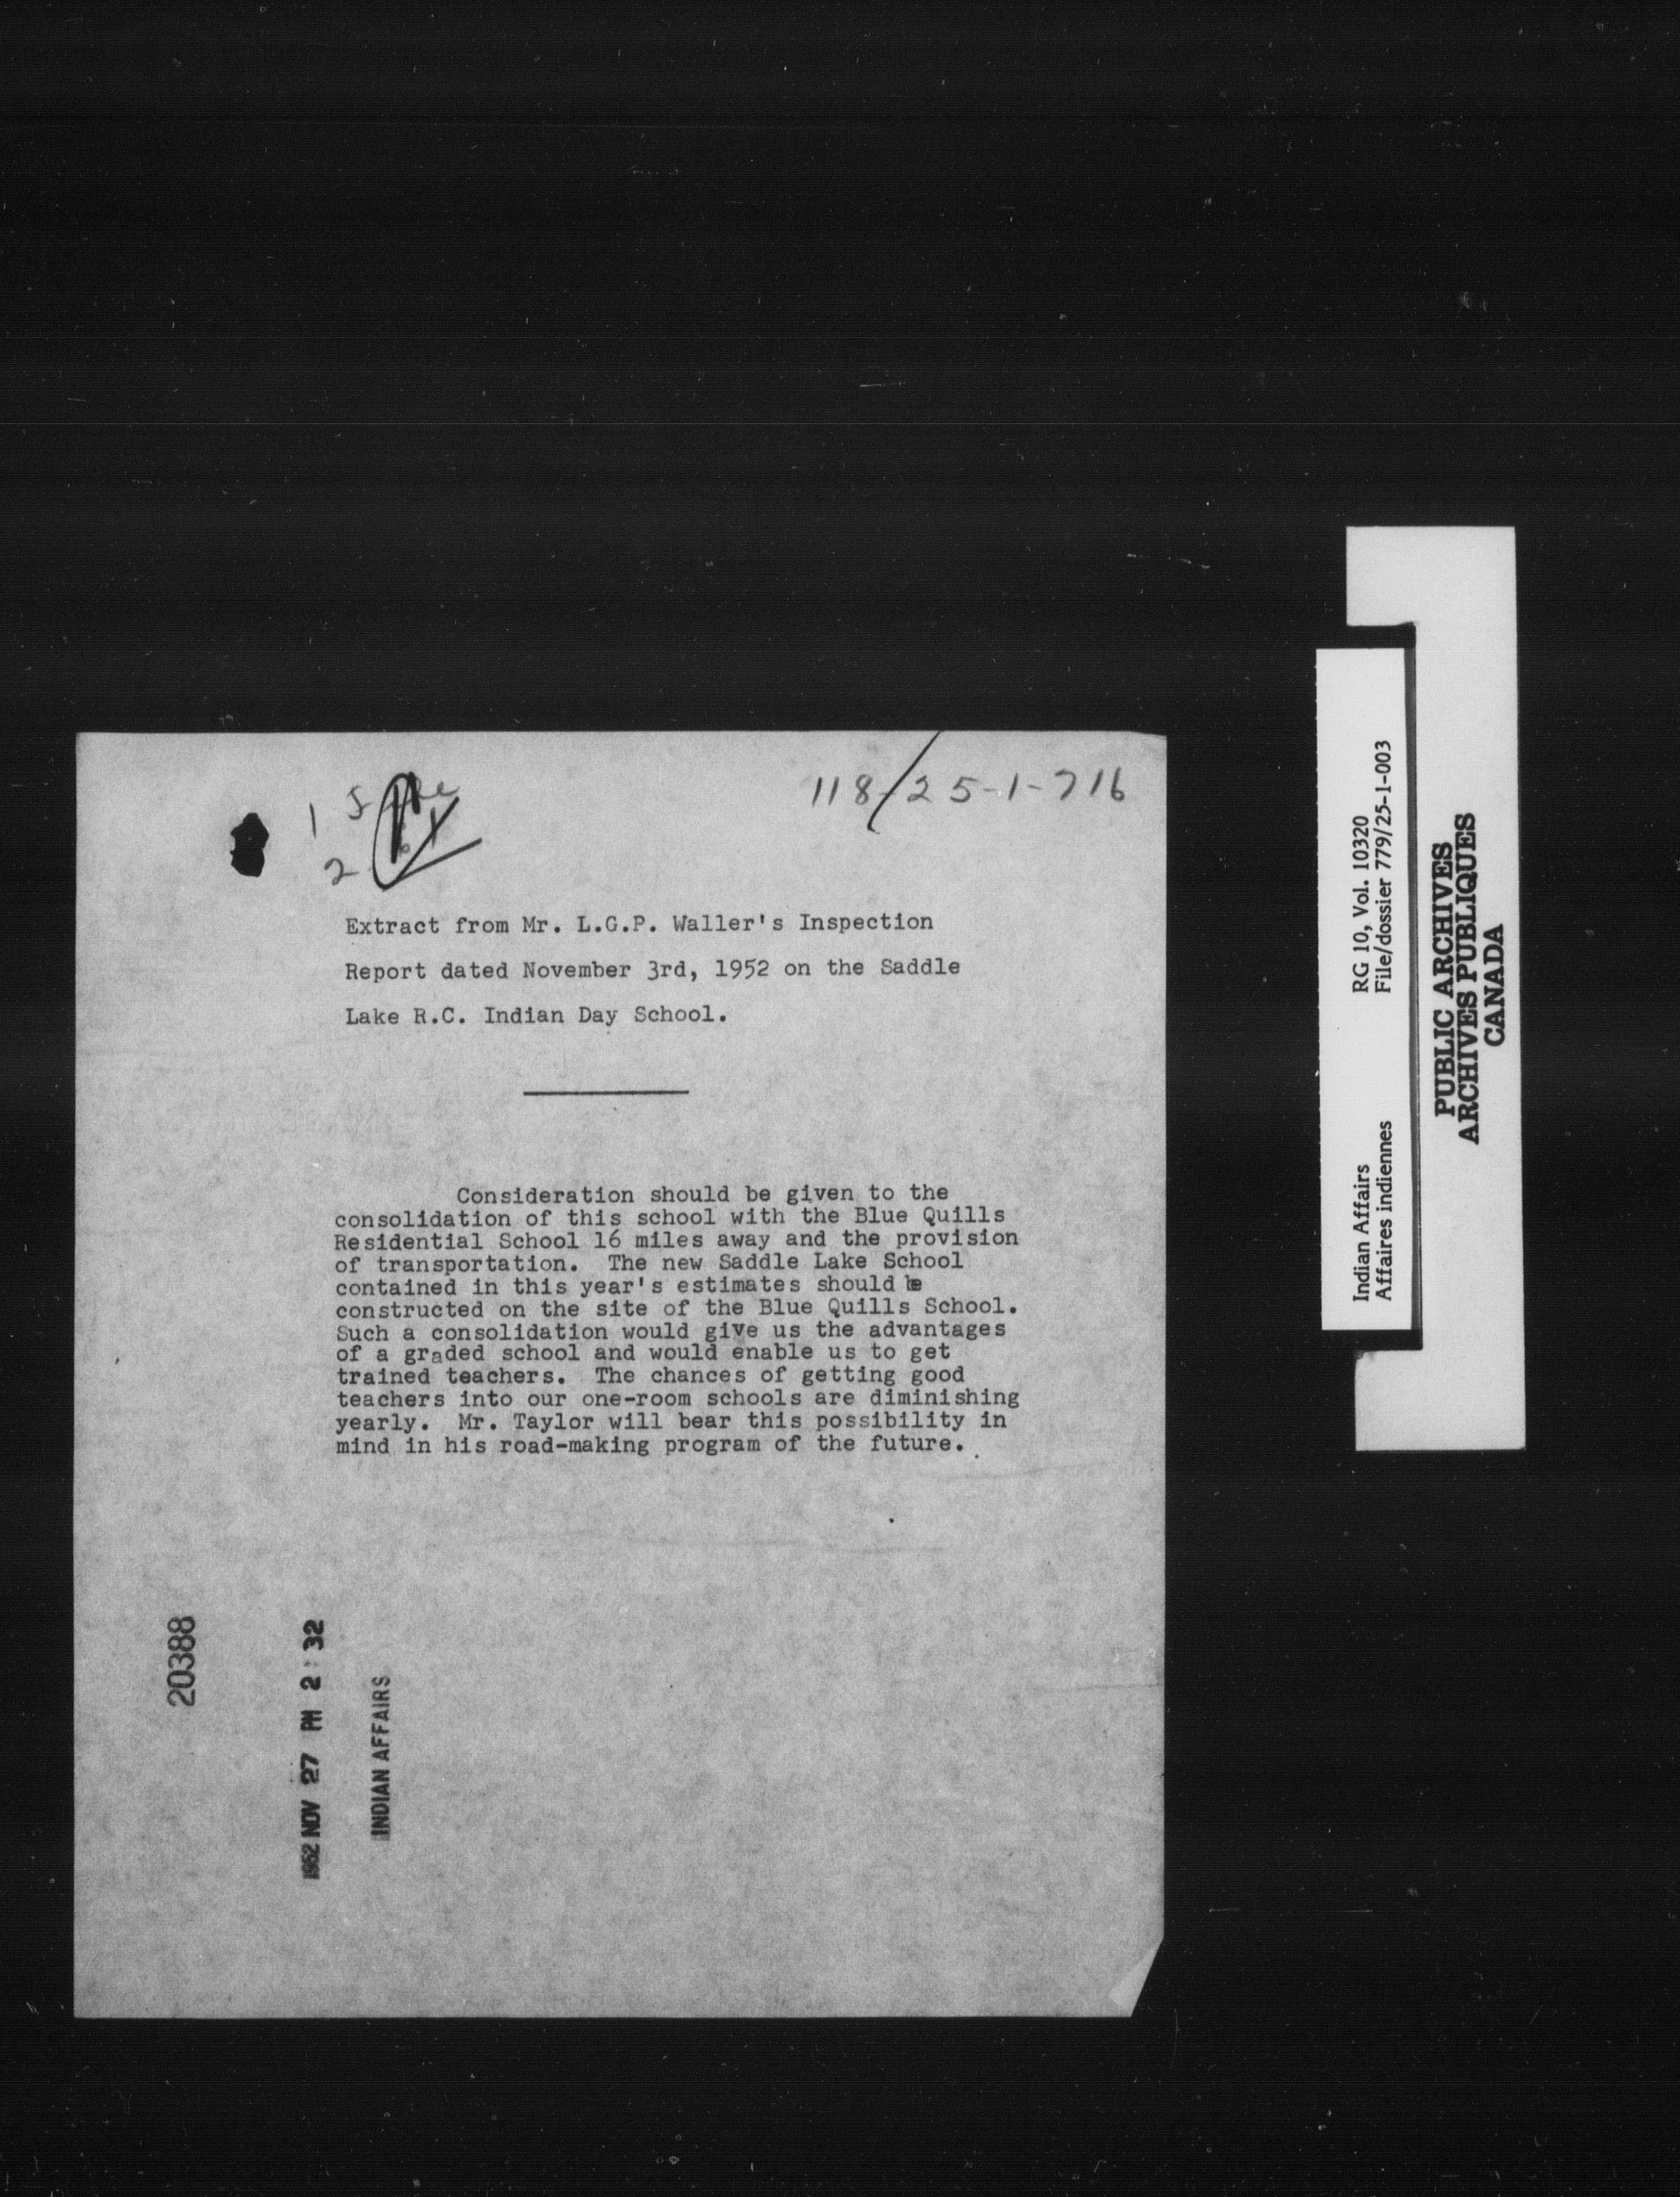 118/25-1-716
1
2
Extract from Mr. L.G.P. Waller's Inspection
Report dated November 3rd, 1952 on the Saddle
Lake R.C. Indian Day School.
Consideration should be given to the
consolidation of this school with the Blue Quills
Residential School 16 miles away and the provision
of transportation. The new Saddle Lake School
contained in this year's estimates should be
constructed on the site of the Blue Quills School.
Such a consolidation would give us the advantages
of a graded school and would enable us to get
trained teachers. The chances of getting good
teachers into our one-room schools are diminishing
yearly. Mr. Taylor will bear this possibility in
mind in his road-making program of the future.
20388
1952 NOV 27 PM 2:32
INDIAN AFFAIRS
Indian Affairs RG 10, Vol. 10320
Affaires indiennes File/dossier 779/25-1-003
PUBLIC ARCHIVES
ARCHIVES PUBLIQUES
CANADA